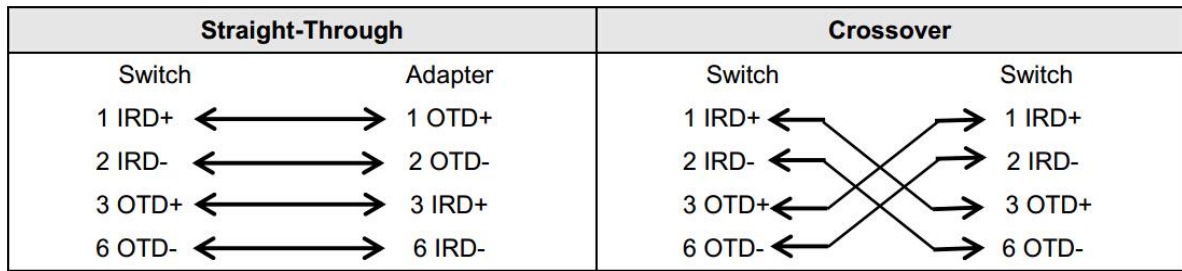 Straight-Through Crossover
Switch Adapter Switch Switch
1 IRD+ 1 OTD+ 1 IRD+ 1 IRD+
2 IRD- 2 OTD- 2 IRD- 2 IRD-
3 OTD+ 3 IRD+ 3 OTD+ 3 OTD+
6 OTD- 6 IRD- 6 OTD- 6 OTD-